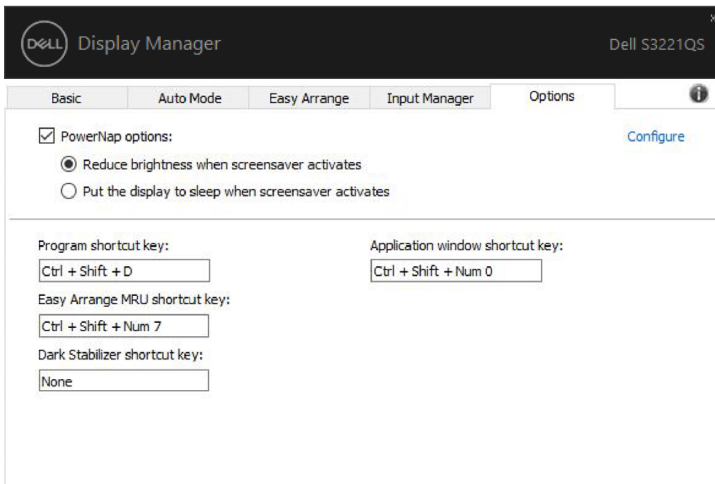 DELL Display Manager
Dell S3221QS
Basic Auto Mode Easy Arrange Input Manager Options
PowerNap options:
Configure
Reduce brightness when screensaver activates
Put the display to sleep when screensaver activates
Program shortcut key:
Application window shortcut key:
Ctrl + Shift + D
Ctrl + Shift + Num 0
Easy Arrange MRU shortcut key:
Ctrl + Shift + Num 7
Dark Stabilizer shortcut key:
None